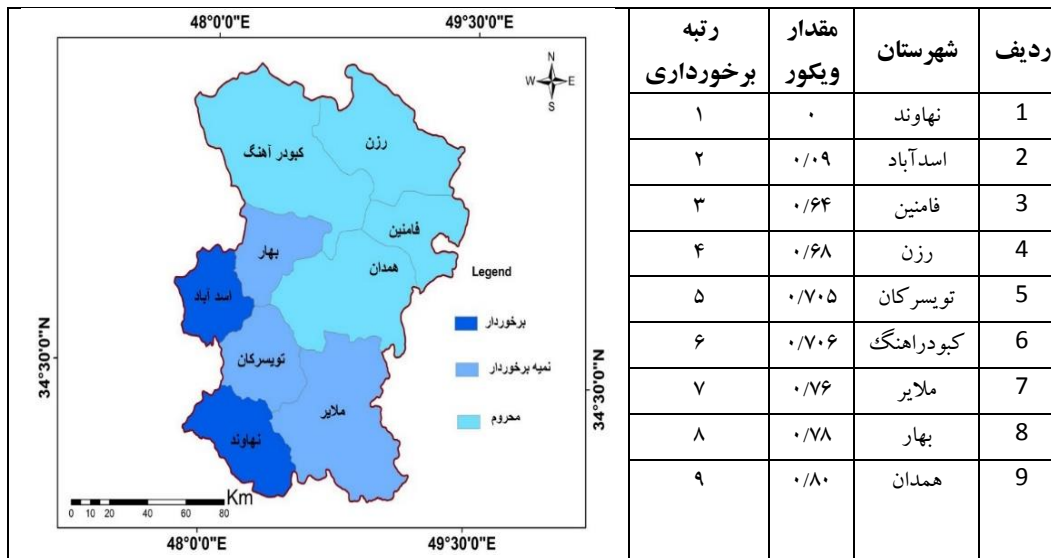 48°0'0"E 49°30'0"E
N
W E
S
رزن
کبودر آهنگ
فامنین
بهار
همدان
Legend
اسد آباد
برخوردار
34°30'0"N
تویسرکان
نمیه برخوردار
34°30'0"N
ملایر
محروم
نهاوند
Km
0 10 20 40 60 80
48°0'0"E 49°30'0"E
ردیف شهرستان مقدار ویکور رتبه برخورداری
1 نهاوند ۰ ۱
2 اسدآباد ۰/۰۹ ۲
3 فامنین ۰/۶۴ ۳
4 رزن ۰/۶۸ ۴
5 تویسرکان ۰/۷۰۵ ۵
6 کبودراهنگ ۰/۷۰۶ ۶
7 ملایر ۰/۷۶ ۷
8 بهار ۰/۷۸ ۸
9 همدان ۰/۸۰ ۹